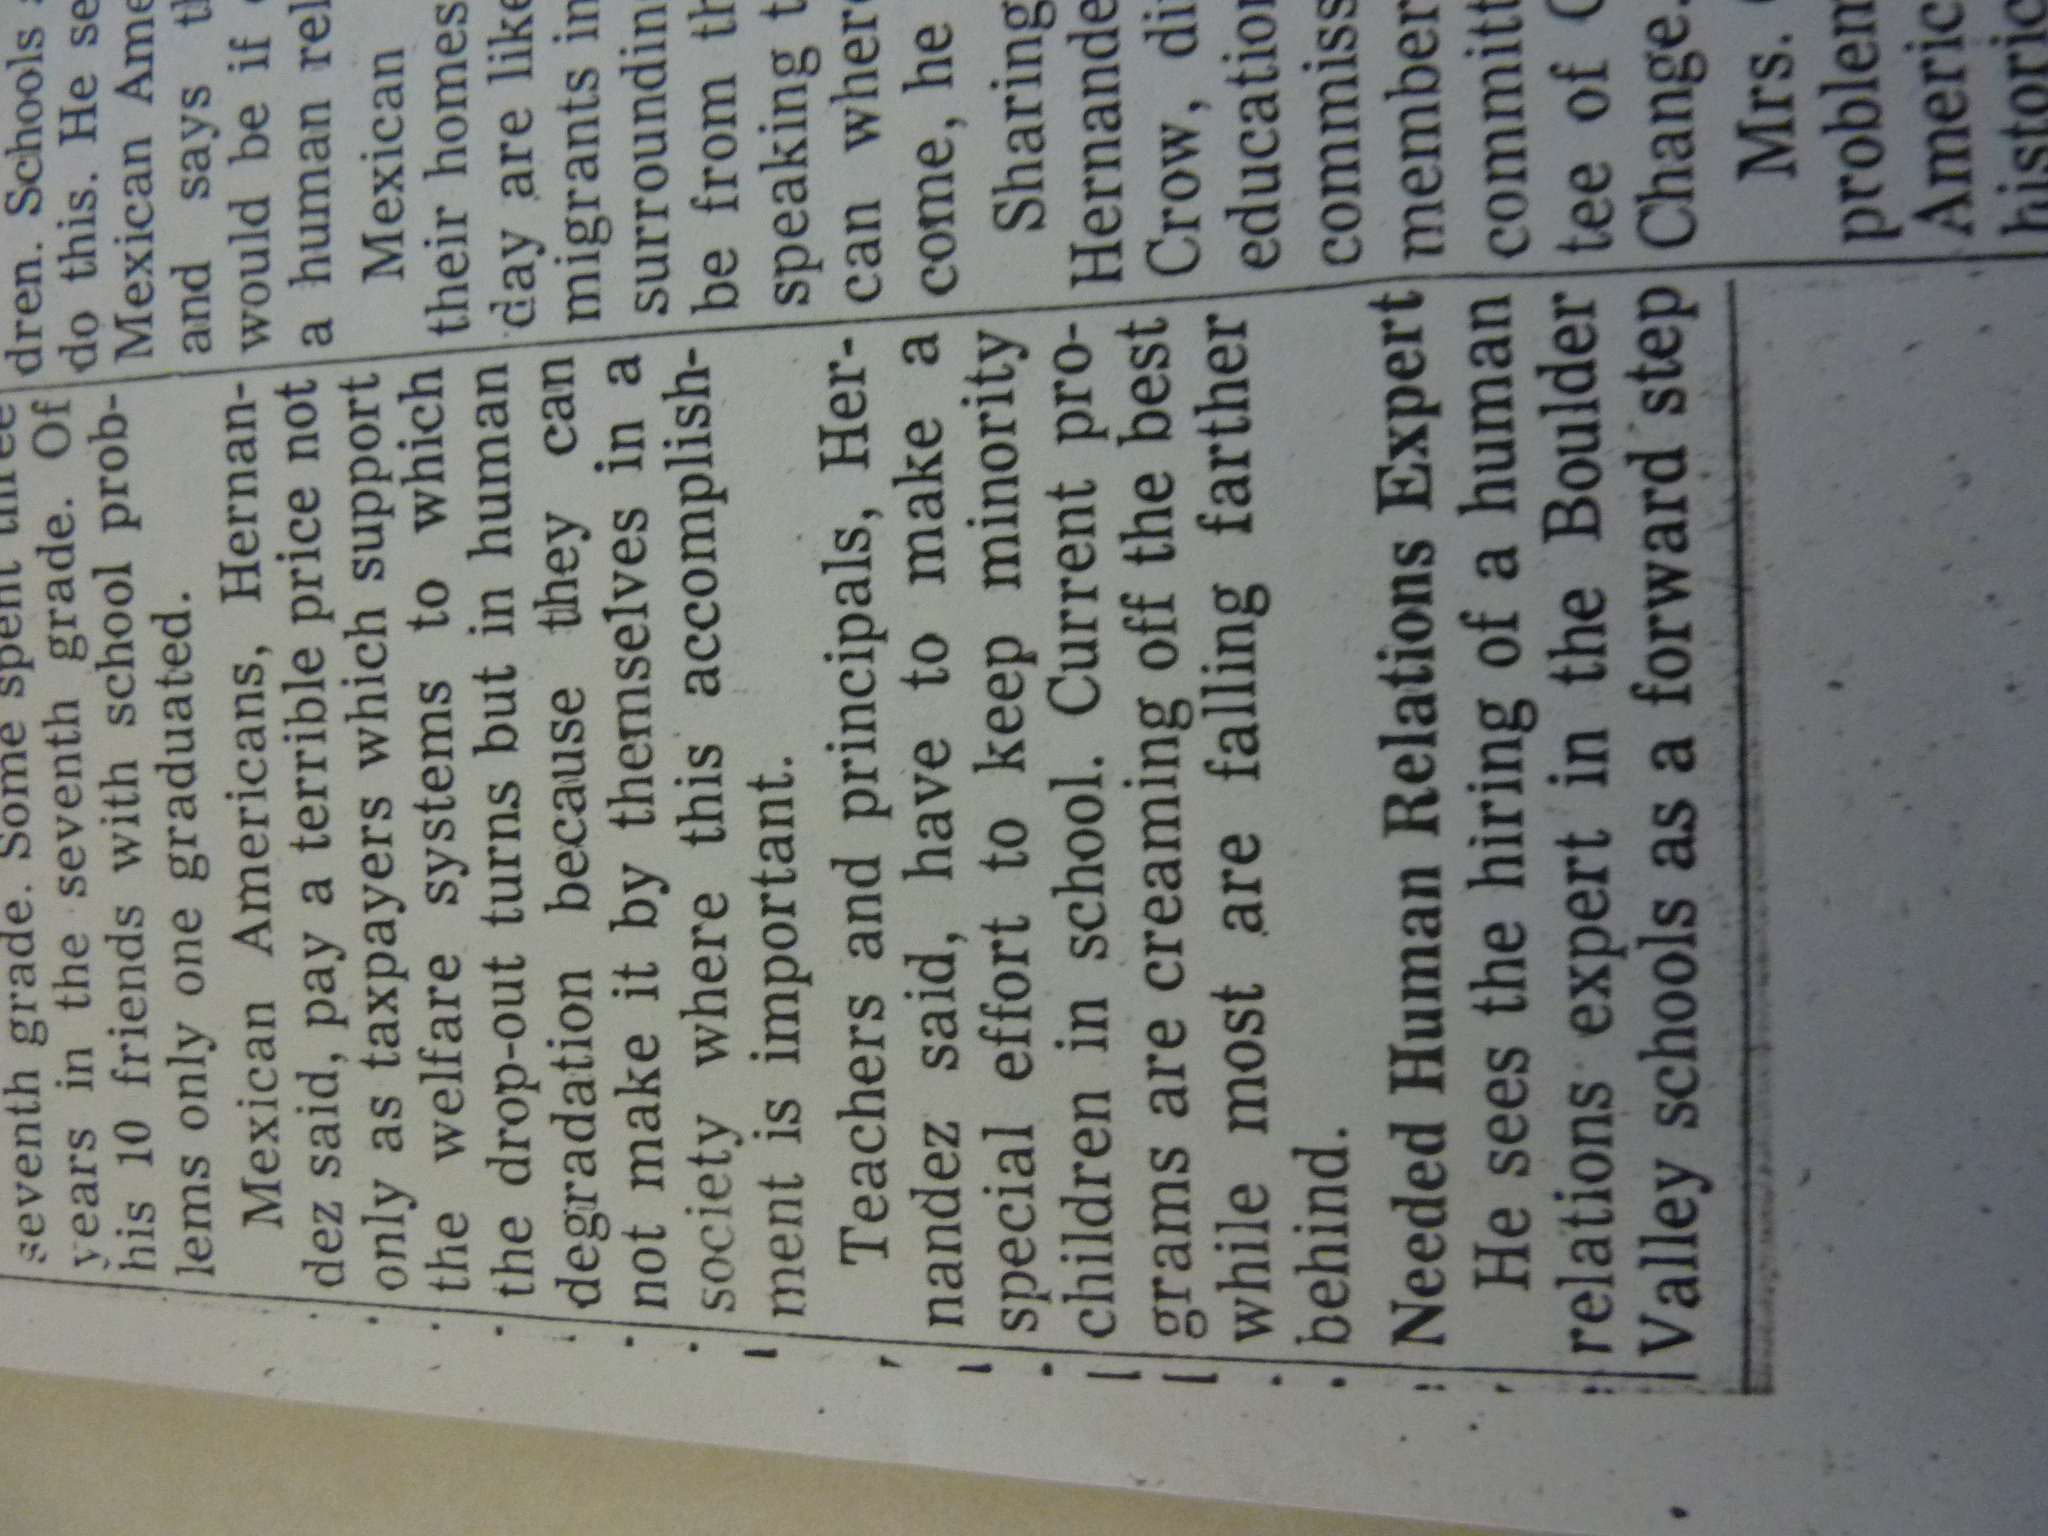 seventh grade. Some spent three
years in the seventh grade. Of
his 10 friends with school prob-
lems only one graduated.
Mexican Americans, Hernan-
dez said, pay a terrible price not
only as taxpayers which support
the welfare systems to which
the drop-out turns but in human
degradation because they can
not make it by themselves in a
society where this accomplish-
ment is important.
Teachers and principals, Her-
nandez said, have to make a
special effort to keep minority
children in school. Current pro-
grams are creaming off the best
while most are falling farther
behind.
Needed Human Relations Expert
He sees the hiring of a human
relations expert in the Boulder
Valley schools as a forward step
dren. Schools
do this. He se
Mexican Ame
and says th
would be if
a human rel
Mexican
their homes
day are like
migrants in
surroundin
be from th
speaking t
can wher
come, he
Sharing
Hernande
Crow, di
education
commiss
member
committ
tee of C
Change.
Mrs.
problem
Americ
historic